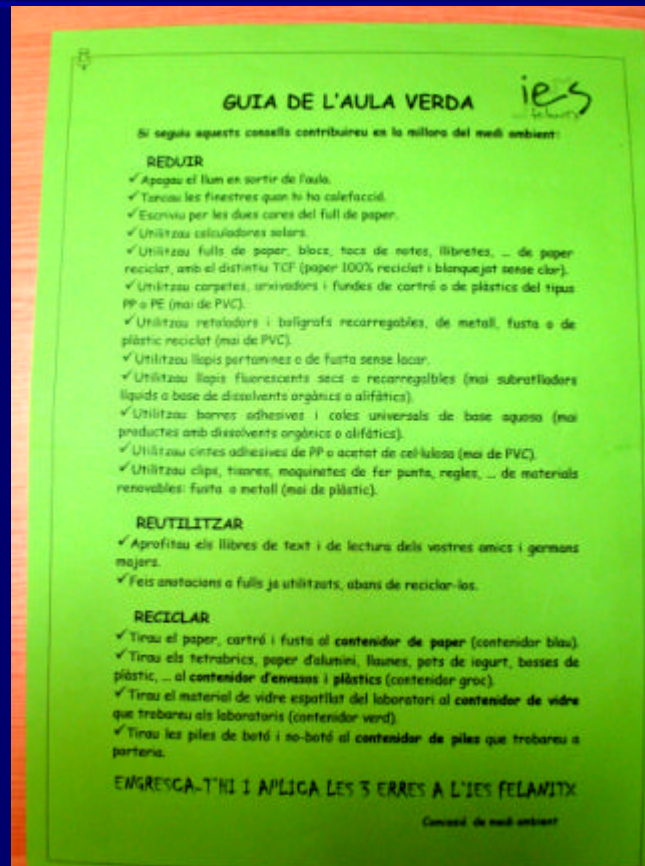 GUIA DE L'AULA VERDA
ies
felanitx
Si seguiu aquests consells contribuireu en la millora del medi ambient:
REDUIR
✓Apagau el llum en sortir de l'aula.
✓Tancau les finestres quan hi ha calefacció.
✓Escriviu per les dues cares del full de paper.
✓Utilitzau calculadores solars.
✓Utilitzau fulls de paper, blocs, tacs de notes, llibretes, ... de paper
reciclat, amb el distintiu TCF (paper 100% reciclat i blanquejat sense clor).
✓Utilitzau carpetes, arxivadors i fundes de cartró o de plàstics del tipus
PP o PE (mai de PVC).
✓Utilitzau retoladors i bolígrafs recarregables, de metall, fusta o de
plàstic reciclat (mai de PVC).
✓Utilitzau llapis portamines o de fusta sense lacar.
✓Utilitzau llapis fluorescents secs o recarregalbles (mai subratlladors
líquids a base de dissolvents orgànics o alifàtics).
✓Utilitzau barres adhesives i coles universals de base aquosa (mai
productes amb dissolvents orgànics o alifàtics).
✓Utilitzau cintes adhesives de PP o acetat de cel·lulosa (mai de PVC).
✓Utilitzau clips, tisores, maquinetes de fer punta, regles, ... de materials
renovables: fusta o metall (mai de plàstic).
REUTILITZAR
✓Aprofitau els llibres de text i de lectura dels vostres amics i germans
majors.
✓Feis anotacions a fulls ja utilitzats, abans de reciclar-los.
RECICLAR
✓Tirau el paper, cartró i fusta al contenidor de paper (contenidor blau).
✓Tirau els tetrabrics, paper d'alumini, llaunes, pots de iogurt, bosses de
plàstic, ... al contenidor d'envasos i plàstics (contenidor groc).
✓Tirau el material de vidre espatllat del laboratori al contenidor de vidre
que trobareu als laboratoris (contenidor verd).
✓Tirau les piles de botó i no-botó al contenidor de piles que trobareu a
porteria.
ENGRESCA-T'HI I APLICA LES 3 ERRES A L'IES FELANITX
Comissió de medi ambient